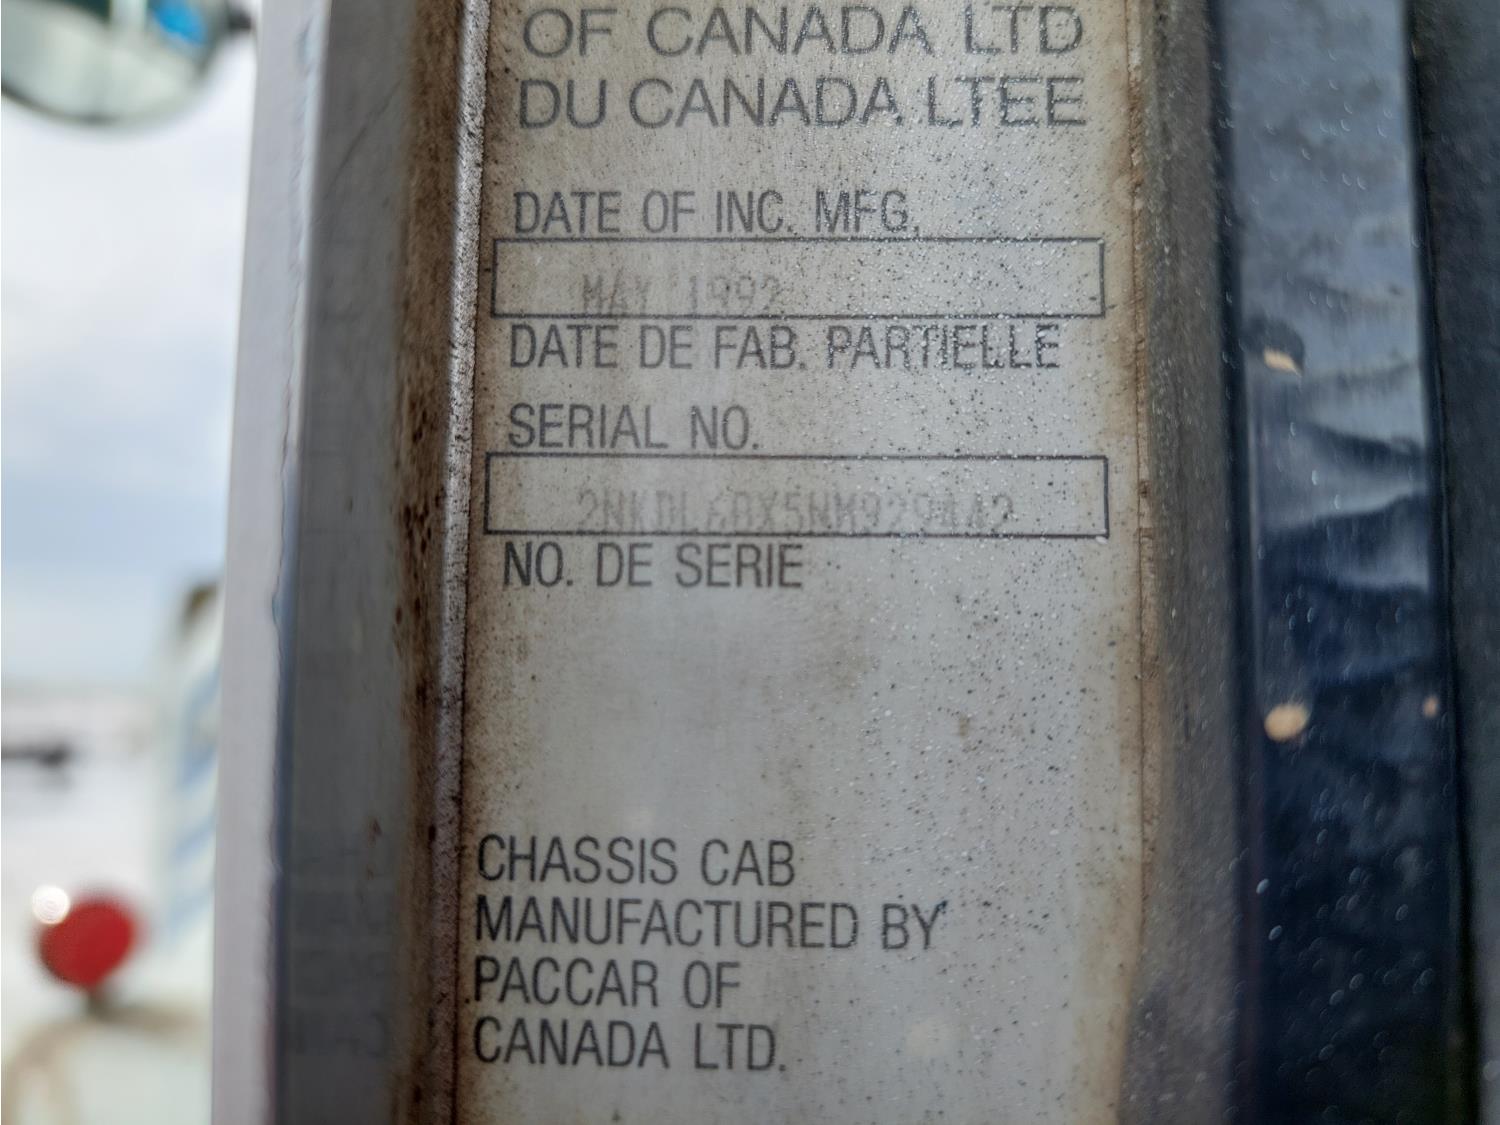 OF CANADA LTD
DU CANADA LTEE
DATE OF INC. MFG.
MAY 1992
DATE DE FAB. PARTIELLE
SERIAL NO.
2NKDL60X5NM929442
NO. DE SERIE
CHASSIS CAB
MANUFACTURED BY
PACCAR OF
CANADA LTD.